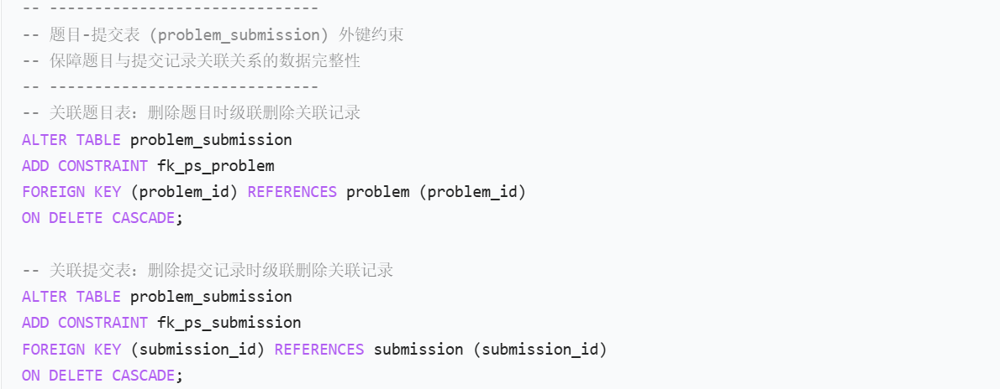 -- ------------------------------
-- 题目-提交表 (problem_submission) 外键约束
-- 保障题目与提交记录关联关系的数据完整性
-- ------------------------------
-- 关联题目表：删除题目时级联删除关联记录
ALTER TABLE problem_submission
ADD CONSTRAINT fk_ps_problem
FOREIGN KEY (problem_id) REFERENCES problem (problem_id)
ON DELETE CASCADE;
-- 关联提交表：删除提交记录时级联删除关联记录
ALTER TABLE problem_submission
ADD CONSTRAINT fk_ps_submission
FOREIGN KEY (submission_id) REFERENCES submission (submission_id)
ON DELETE CASCADE;